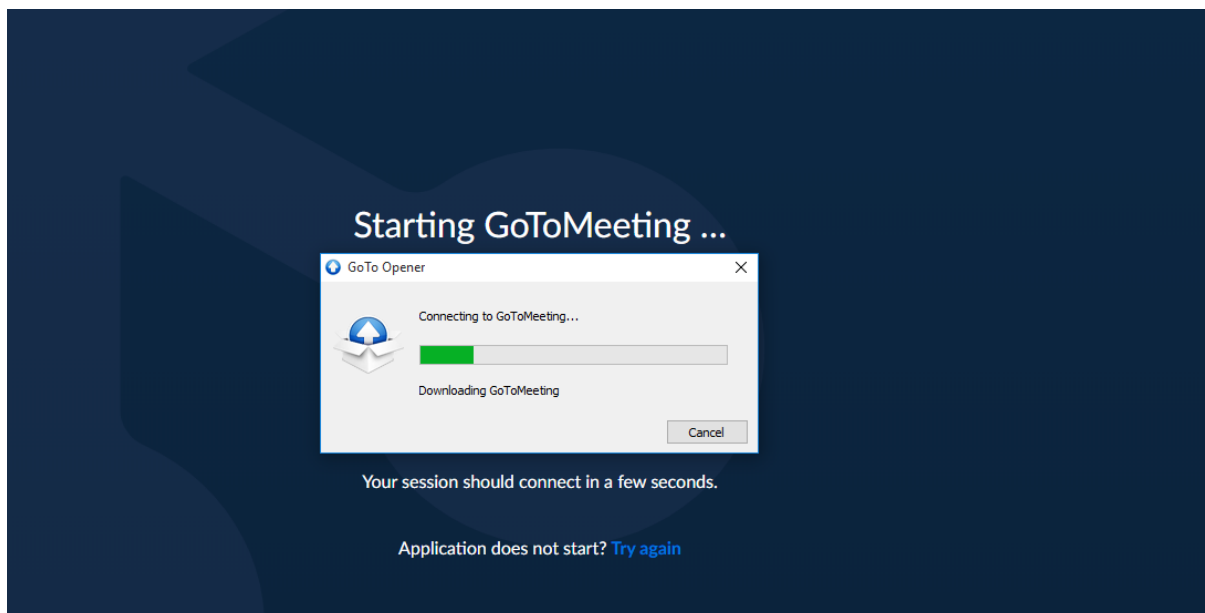 Starting GoToMeeting ...
GoTo Opener
Connecting to GoToMeeting...
Downloading GoToMeeting
Cancel
Your session should connect in a few seconds.
Application does not start? Try again